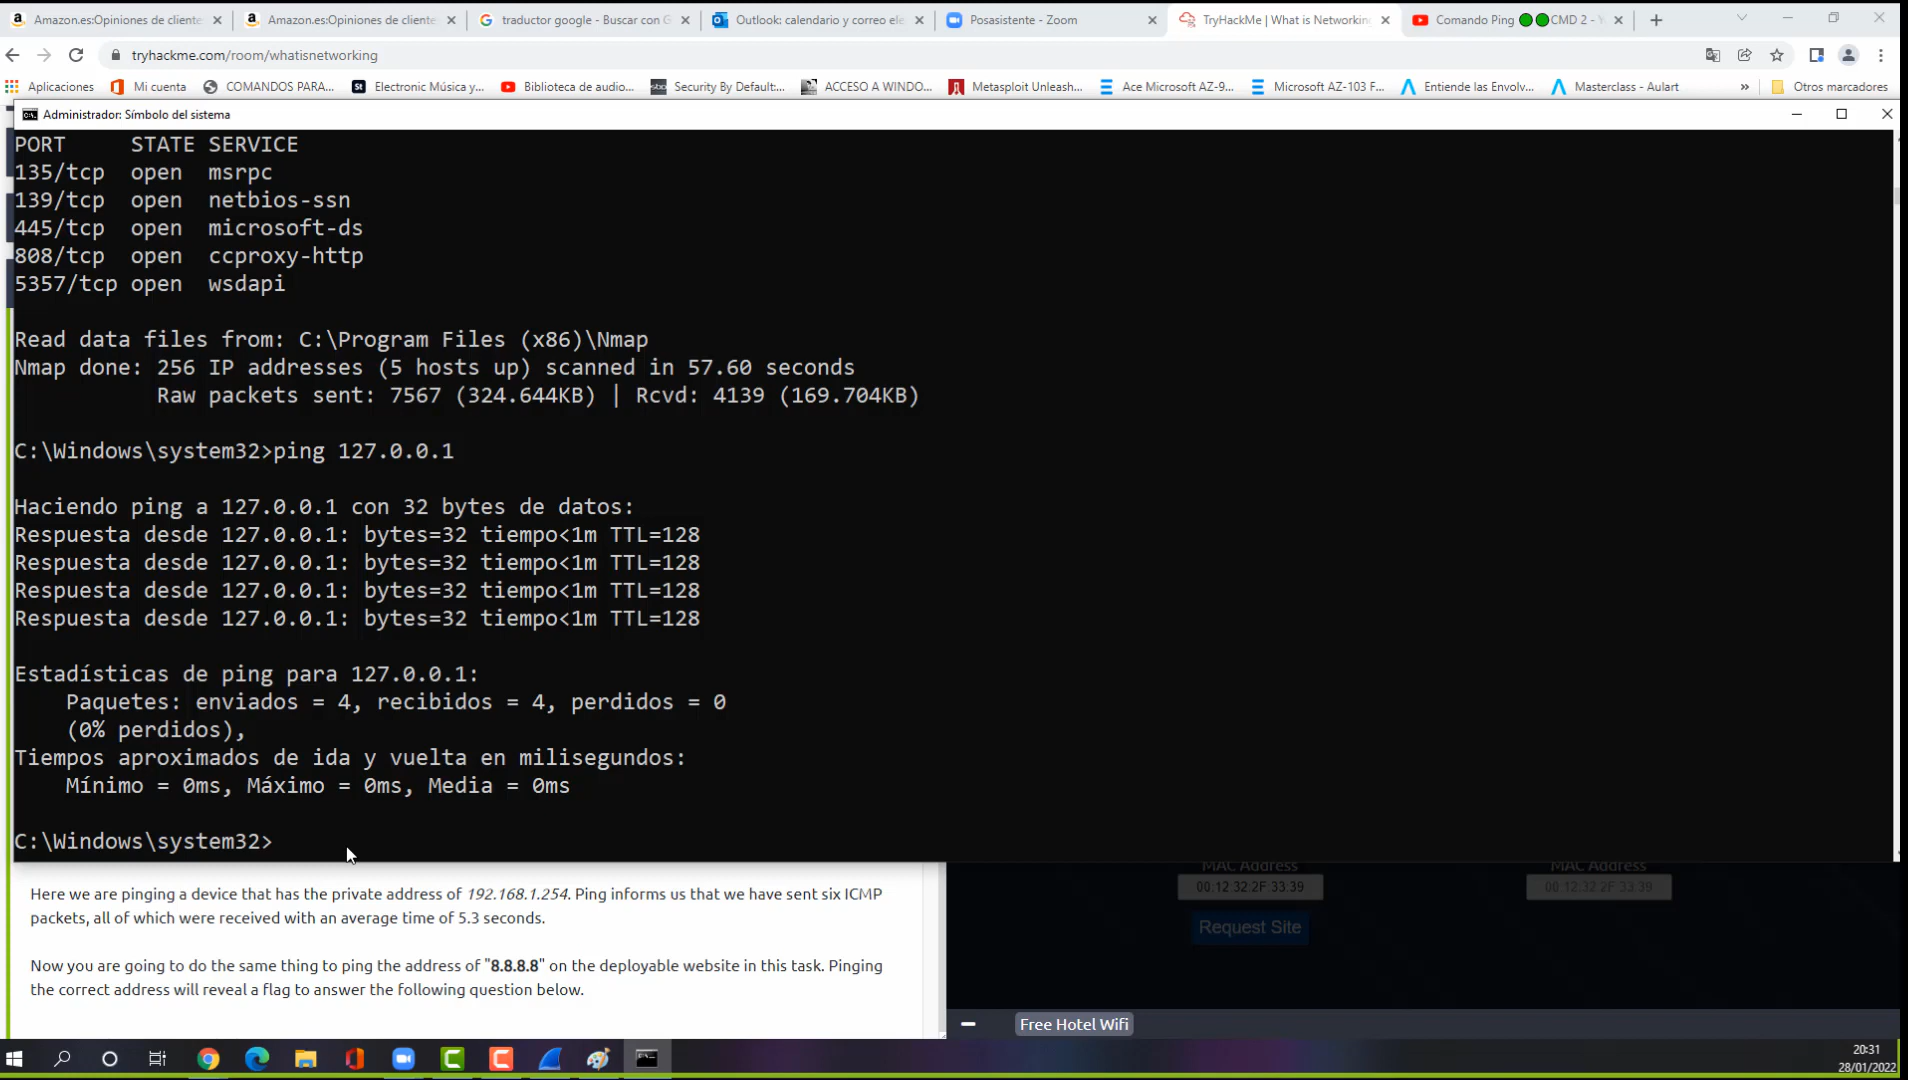 Amazon.es:Opiniones de cliente
Amazon.es:Opiniones de cliente
traductor google - Buscar con G
Outlook: calendario y correo ele
Posasistente - Zoom
TryHackMe | What is Networking
Comando Ping CMD 2 - Y
tryhackme.com/room/whatisnetworking
Aplicaciones
Mi cuenta
COMANDOS PARA...
Electronic Música y...
Biblioteca de audio...
Security By Default:...
ACCESO A WINDO...
Metasploit Unleash...
Ace Microsoft AZ-9...
Microsoft AZ-103 F...
Entiende las Envolv...
Masterclass - Aulart
»
Otros marcadores
Administrador: Símbolo del sistema
PORT STATE SERVICE
135/tcp open msrpc
139/tcp open netbios-ssn
445/tcp open microsoft-ds
808/tcp open ccproxy-http
5357/tcp open wsdapi
Read data files from: C:\Program Files (x86)\Nmap
Nmap done: 256 IP addresses (5 hosts up) scanned in 57.60 seconds
Raw packets sent: 7567 (324.644KB) | Rcvd: 4139 (169.704KB)
C:\Windows\system32>ping 127.0.0.1
Haciendo ping a 127.0.0.1 con 32 bytes de datos:
Respuesta desde 127.0.0.1: bytes=32 tiempo<1m TTL=128
Respuesta desde 127.0.0.1: bytes=32 tiempo<1m TTL=128
Respuesta desde 127.0.0.1: bytes=32 tiempo<1m TTL=128
Respuesta desde 127.0.0.1: bytes=32 tiempo<1m TTL=128
Estadísticas de ping para 127.0.0.1:
Paquetes: enviados = 4, recibidos = 4, perdidos = 0
(0% perdidos),
Tiempos aproximados de ida y vuelta en milisegundos:
Mínimo = 0ms, Máximo = 0ms, Media = 0ms
C:\Windows\system32>
Here we are pinging a device that has the private address of 192.168.1.254. Ping informs us that we have sent six ICMP
packets, all of which were received with an average time of 5.3 seconds.
Now you are going to do the same thing to ping the address of "8.8.8.8" on the deployable website in this task. Pinging
the correct address will reveal a flag to answer the following question below.
MAC Address
00:12:32:2F:33:39
Request Site
MAC Address
00:12:32:2F:33:39
Free Hotel Wifi
20:31
28/01/2022